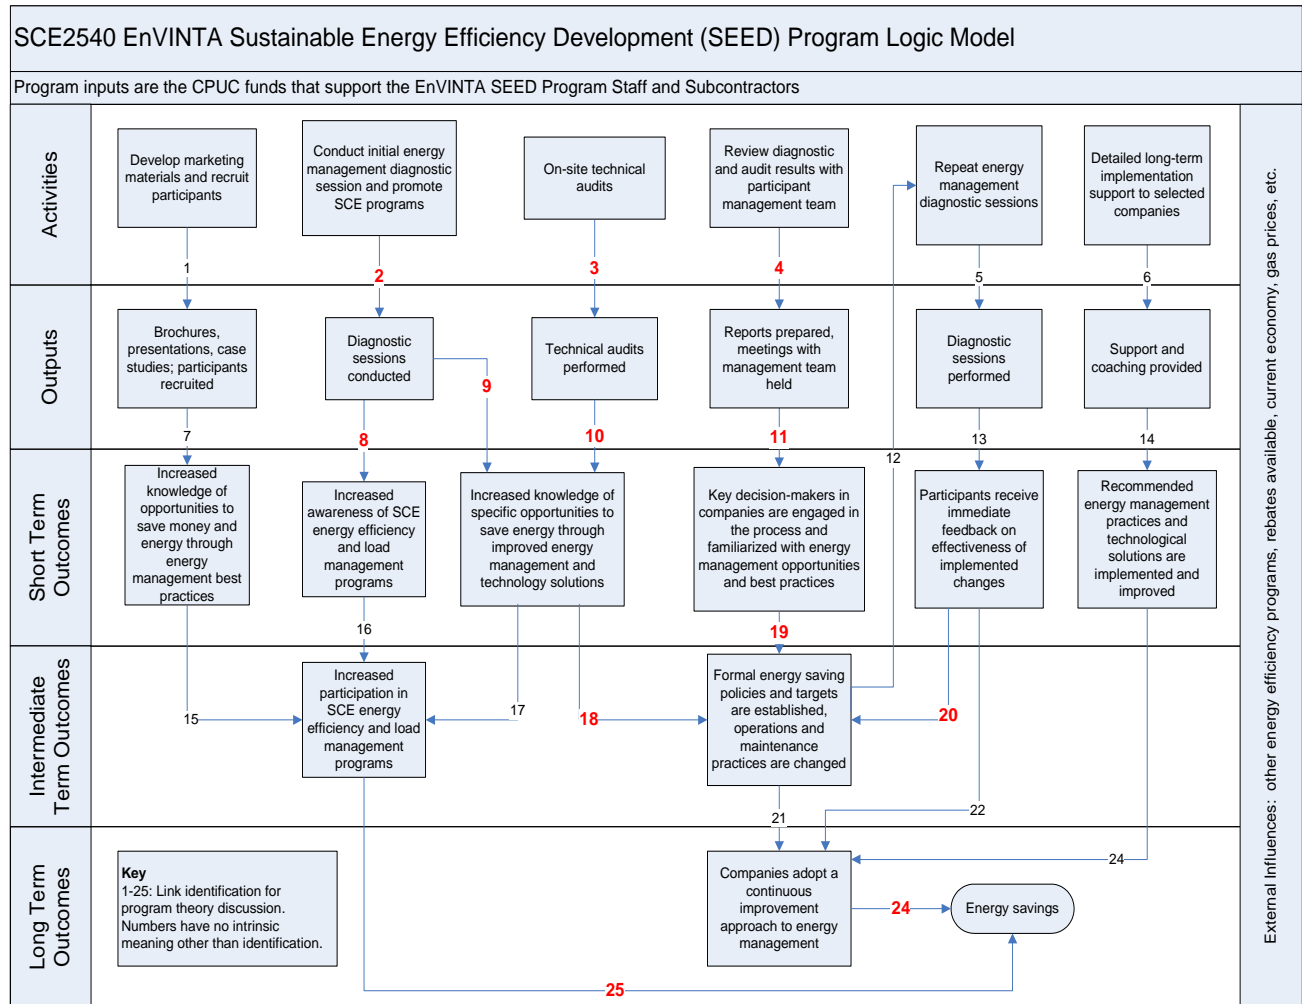 SCE2540 EnVINTA Sustainable Energy Efficiency Development (SEED) Program Logic Model
Program inputs are the CPUC funds that support the EnVINTA SEED Program Staff and Subcontractors
Activities
Develop marketing
materials and recruit
participants
Conduct initial energy
management diagnostic
session and promote
SCE programs
On-site technical
audits
Review diagnostic
and audit results with
participant
management team
Repeat energy
management
diagnostic sessions
Detailed long-term
implementation
support to selected
companies
1
2
3
4
5
6
Outputs
Brochures,
presentations, case
studies; participants
recruited
Diagnostic
sessions
conducted
Technical audits
performed
Reports prepared,
meetings with
management team
held
Diagnostic
sessions
performed
Support and
coaching provided
7
8
9
10
11
12
13
14
Short Term
Outcomes
Increased
knowledge of
opportunities to
save money and
energy through
energy
management best
practices
Increased
awareness of SCE
energy efficiency
and load
management
programs
Increased knowledge of
specific opportunities to
save energy through
improved energy
management and
technology solutions
Key decision-makers in
companies are engaged in
the process and
familiarized with energy
management opportunities
and best practices
Participants receive
immediate
feedback on
effectiveness of
implemented
changes
Recommended
energy management
practices and
technological
solutions are
implemented and
improved
16
19
Intermediate
Term Outcomes
15
Increased
participation in
SCE energy
efficiency and load
management
programs
17
18
Formal energy saving
policies and targets
are established,
operations and
maintenance
practices are changed
20
21
22
24
Long Term
Outcomes
Key
1-25: Link identification for
program theory discussion.
Numbers have no intrinsic
meaning other than identification.
Companies adopt a
continuous
improvement
approach to energy
management
24
Energy savings
25
External Influences: other energy efficiency programs, rebates available, current economy, gas prices, etc.